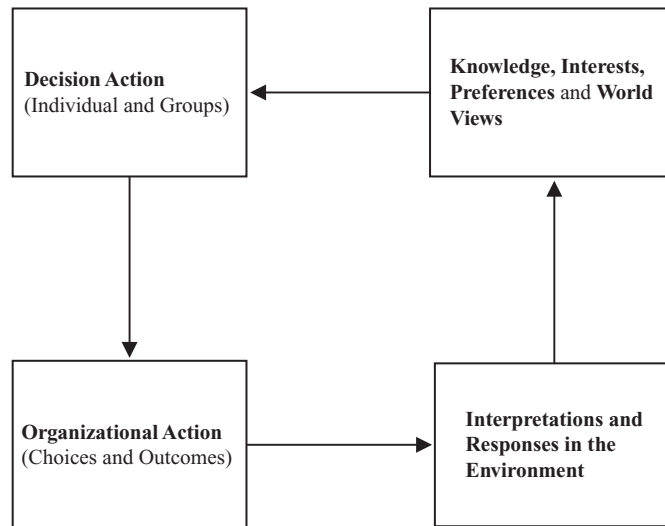 Decision Action
(Individual and Groups)
Knowledge, Interests,
Preferences and World
Views
Organizational Action
(Choices and Outcomes)
Interpretations and
Responses in the
Environment